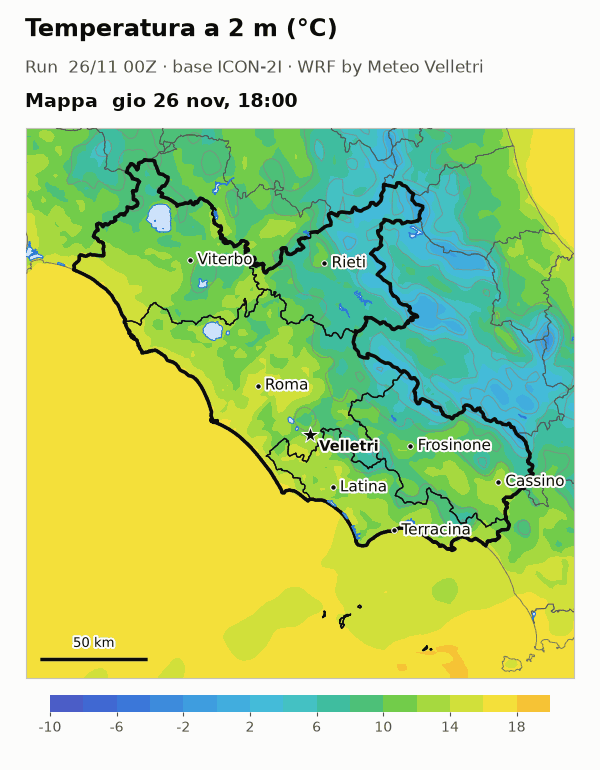 Temperatura a 2 m (°C)
Run  26/11 00Z · base ICON-2I · WRF by Meteo Velletri
Mappa  gio 26 nov, 18:00
Viterbo
Rieti
Roma
Velletri
Frosinone
Latina
Cassino
Terracina
50 km
-10 -6 -2 2 6 10 14 18